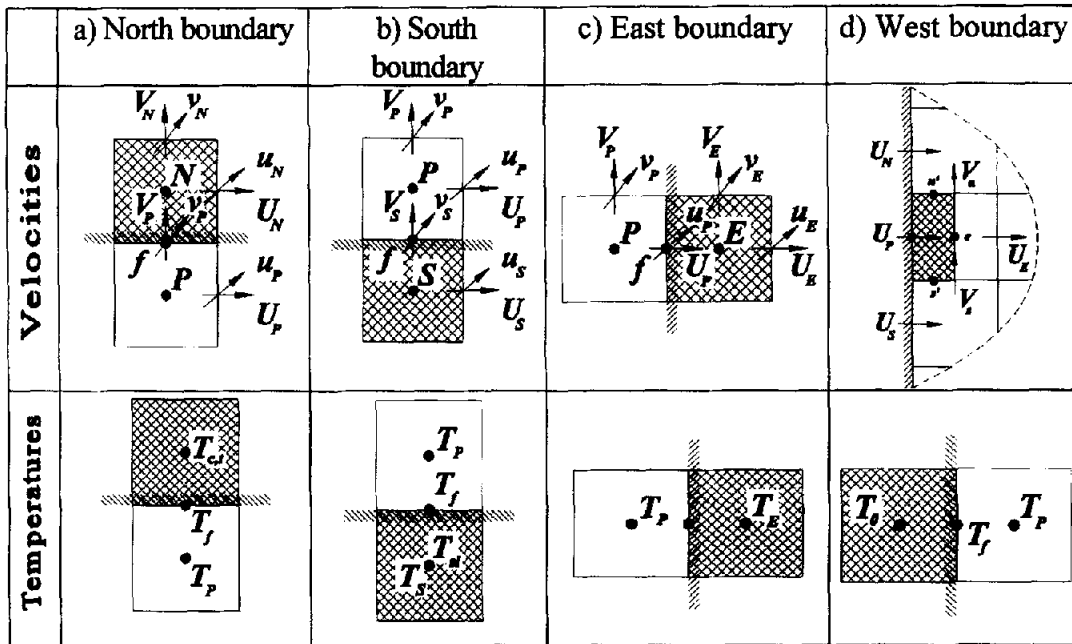 a) North boundary
b) South
boundary
c) East boundary
d) West boundary
Velocities
V_N v_N
N
u_N
U_N
V_P v_P
f
P
u_P
U_P
V_P v_P
P
u_P
U_P
V_S v_S
f
S
u_S
U_S
V_P v_P
V_E v_E
P
f
u_P
U_P
E
u_E
U_E
U_N
n' V_n
U_P
e
U_E
s' V_s
U_S
Temperatures
T_f
T_P
T_P
T_f
T_S
T_P
T_E
T_0
T_f
T_P